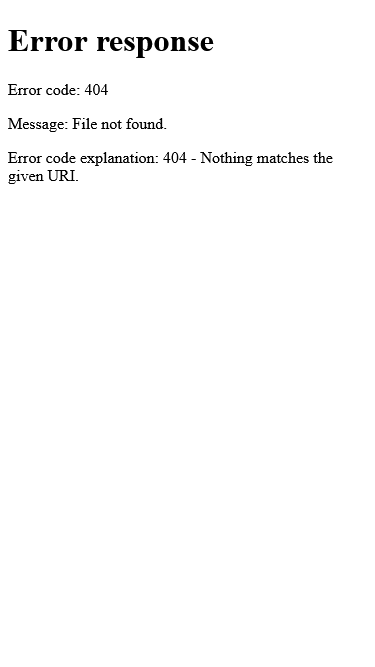 Error response
Error code: 404
Message: File not found.
Error code explanation: 404 - Nothing matches the
given URI.